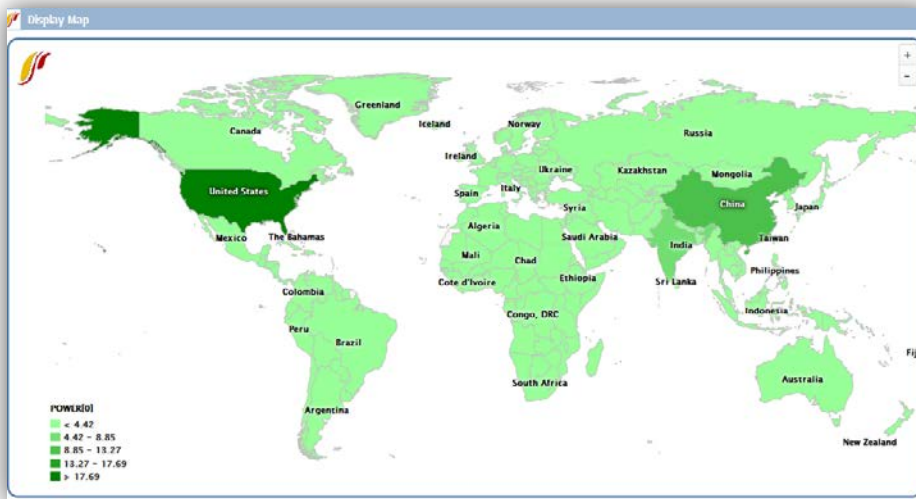 Display Map
+
-
Greenland
Iceland
Canada
Norway
Russia
Ireland
Ukraine
Kazakhstan
Mongolia
United States
Spain
Italy
China
Syria
Japan
Algeria
Mexico
The Bahamas
Saudi Arabia
Taiwan
India
Mali
Chad
Philippines
Ethiopia
Cote d'Ivoire
Sri Lanka
Colombia
Congo, DRC
Indonesia
Peru
Brazil
Fij
Australia
South Africa
Argentina
New Zealand
POWER[0]
< 4.42
4.42 - 8.85
8.85 - 13.27
13.27 - 17.69
> 17.69